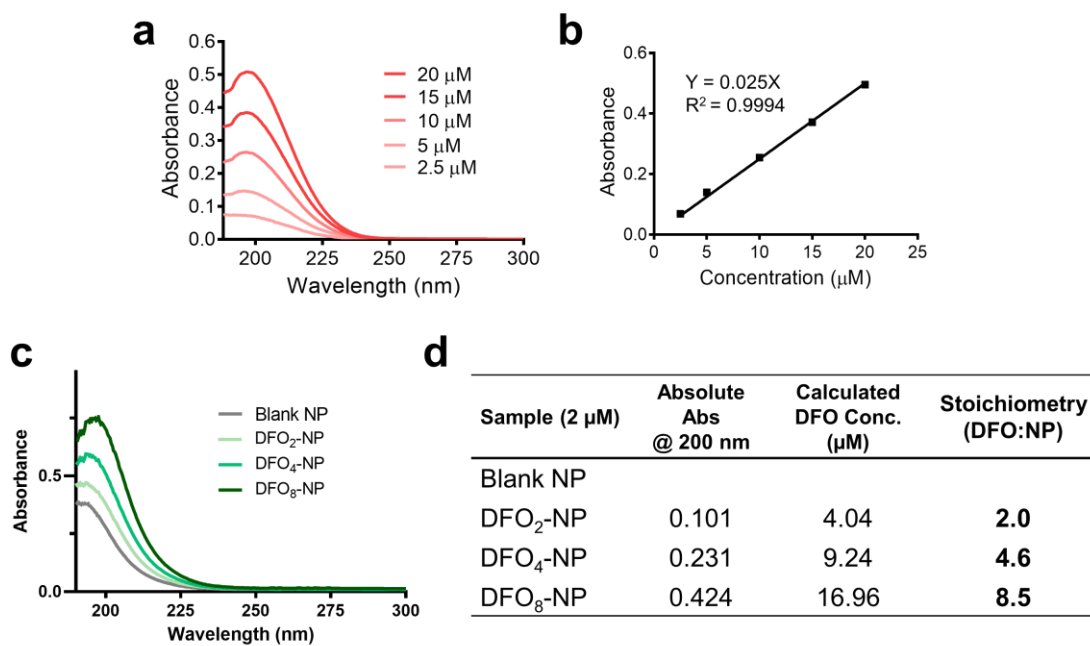 a
Absorbance
0.6
0.5
0.4
0.3
0.2
0.1
0.0
200
225
250
275
300
Wavelength (nm)
20 μM
15 μM
10 μM
5 μM
2.5 μM
b
Absorbance
0.6
0.4
0.2
0.0
0
5
10
15
20
25
Concentration (μM)
Y = 0.025X
R² = 0.9994
c
Absorbance
0.5
0.0
200
225
250
275
300
Wavelength (nm)
Blank NP
DFO₂-NP
DFO₄-NP
DFO₈-NP
d
Sample (2 μM)
Absolute
Abs
@ 200 nm
Calculated
DFO Conc.
(μM)
Stoichiometry
(DFO:NP)
Blank NP
DFO₂-NP 0.101 4.04 2.0
DFO₄-NP 0.231 9.24 4.6
DFO₈-NP 0.424 16.96 8.5